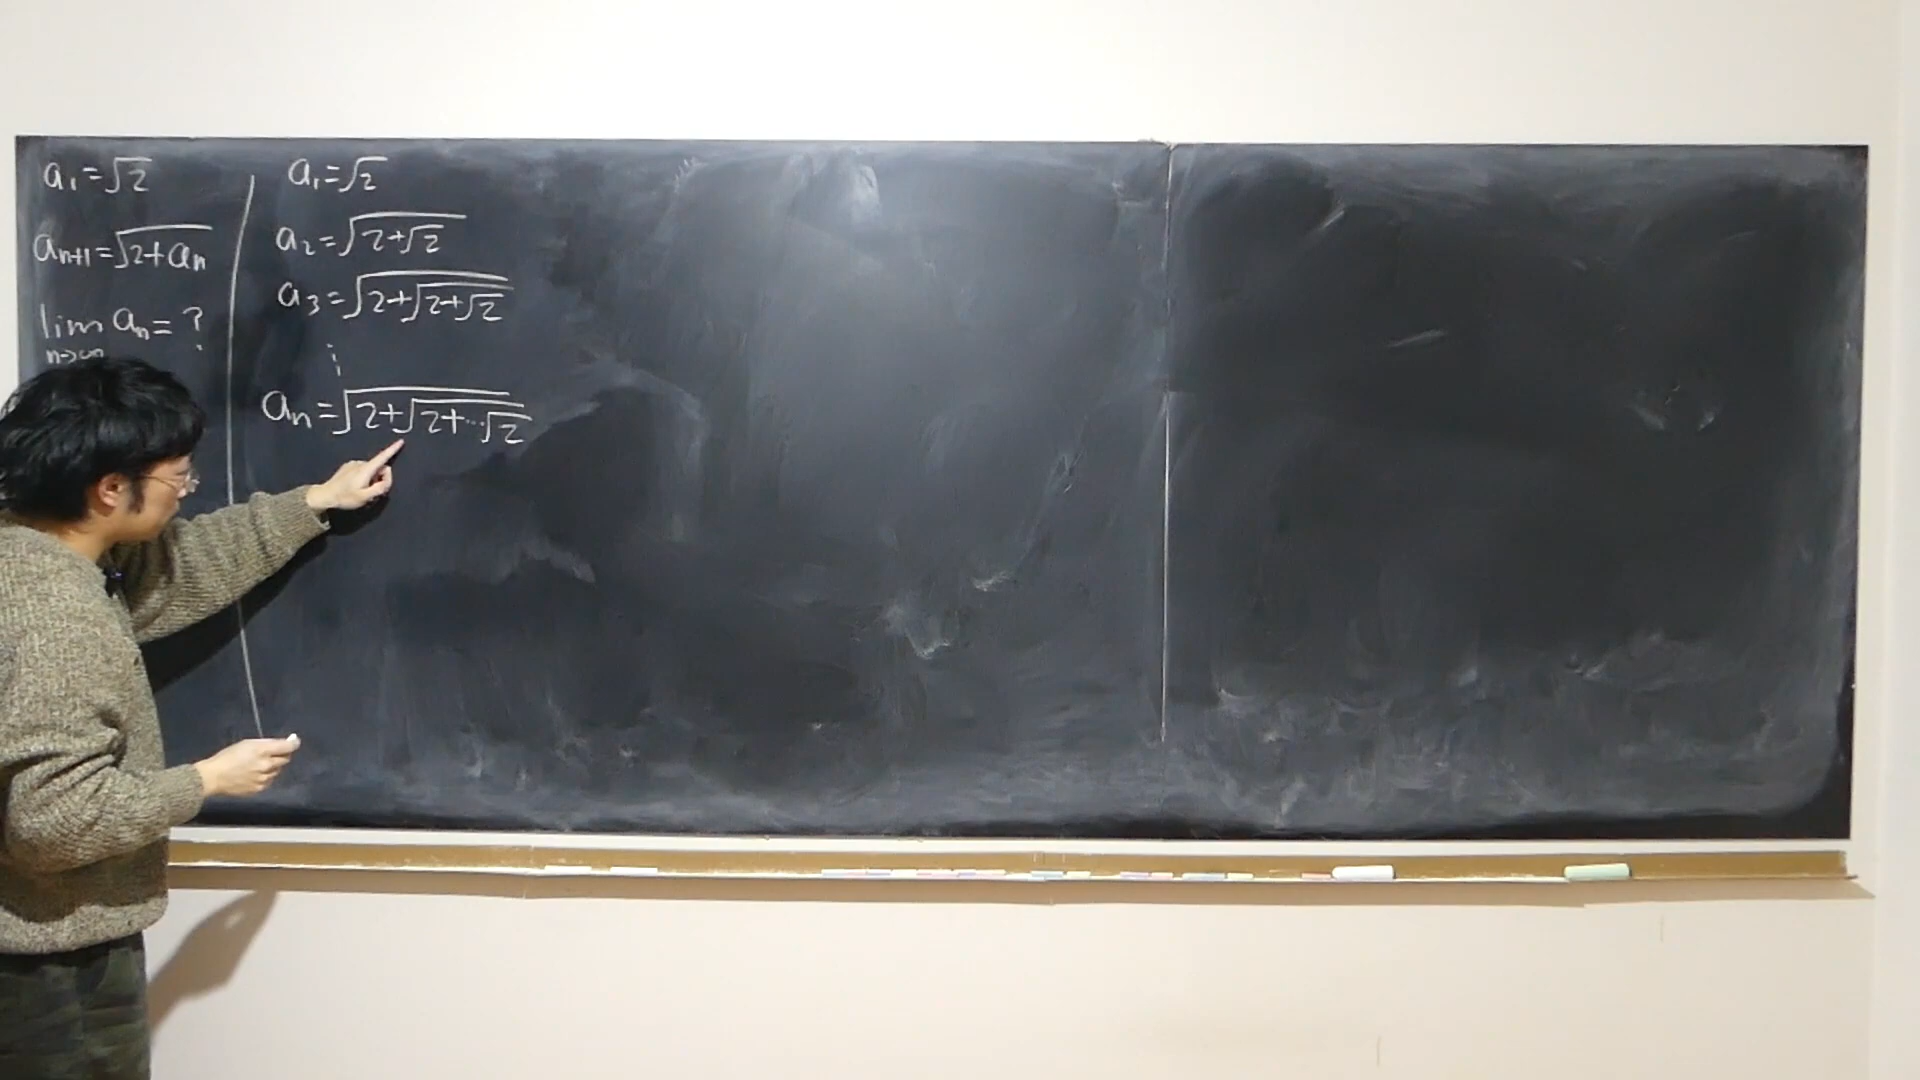 a₁ = √2
aₙ₊₁ = √(2+aₙ)
lim aₙ = ?
n→∞
a₁ = √2
a₂ = √(2+√2)
a₃ = √(2+√(2+√2))
⋮
aₙ = √(2+√(2+⋯√2))